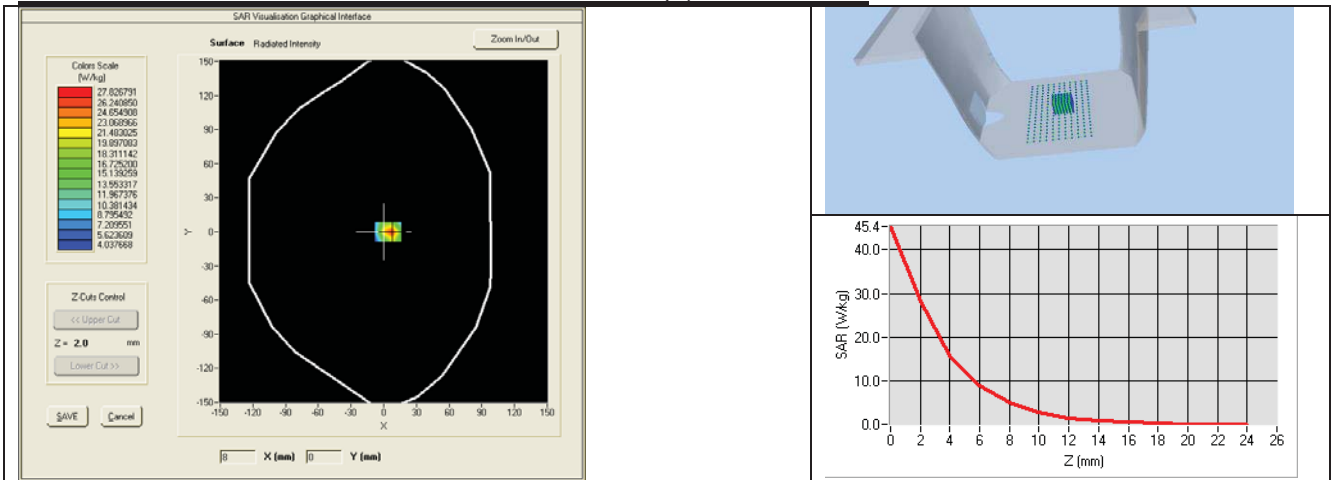 SAR Visualisation Graphical Interface
Surface Radiated Intensity
Zoom In/Out
Colors Scale
(W/kg)
27.826791
26.240850
24.654908
23.068966
21.483025
19.897083
18.311142
16.725200
15.139259
13.553317
11.967376
10.381434
8.795492
7.209551
5.623609
4.037668
Z-Cuts Control
<< Upper Cut
Z = 2.0 mm
Lower Cut >>
SAVE Cancel
150
120
90
60
30
0
-30
-60
-90
-120
-150
Y
-150 -120 -90 -60 -30 0 30 60 90 120 150
X
8 X (mm) 0 Y (mm)
45.4
40.0
30.0
20.0
10.0
0.0
SAR (W/kg)
0 2 4 6 8 10 12 14 16 18 20 22 24 26
Z (mm)